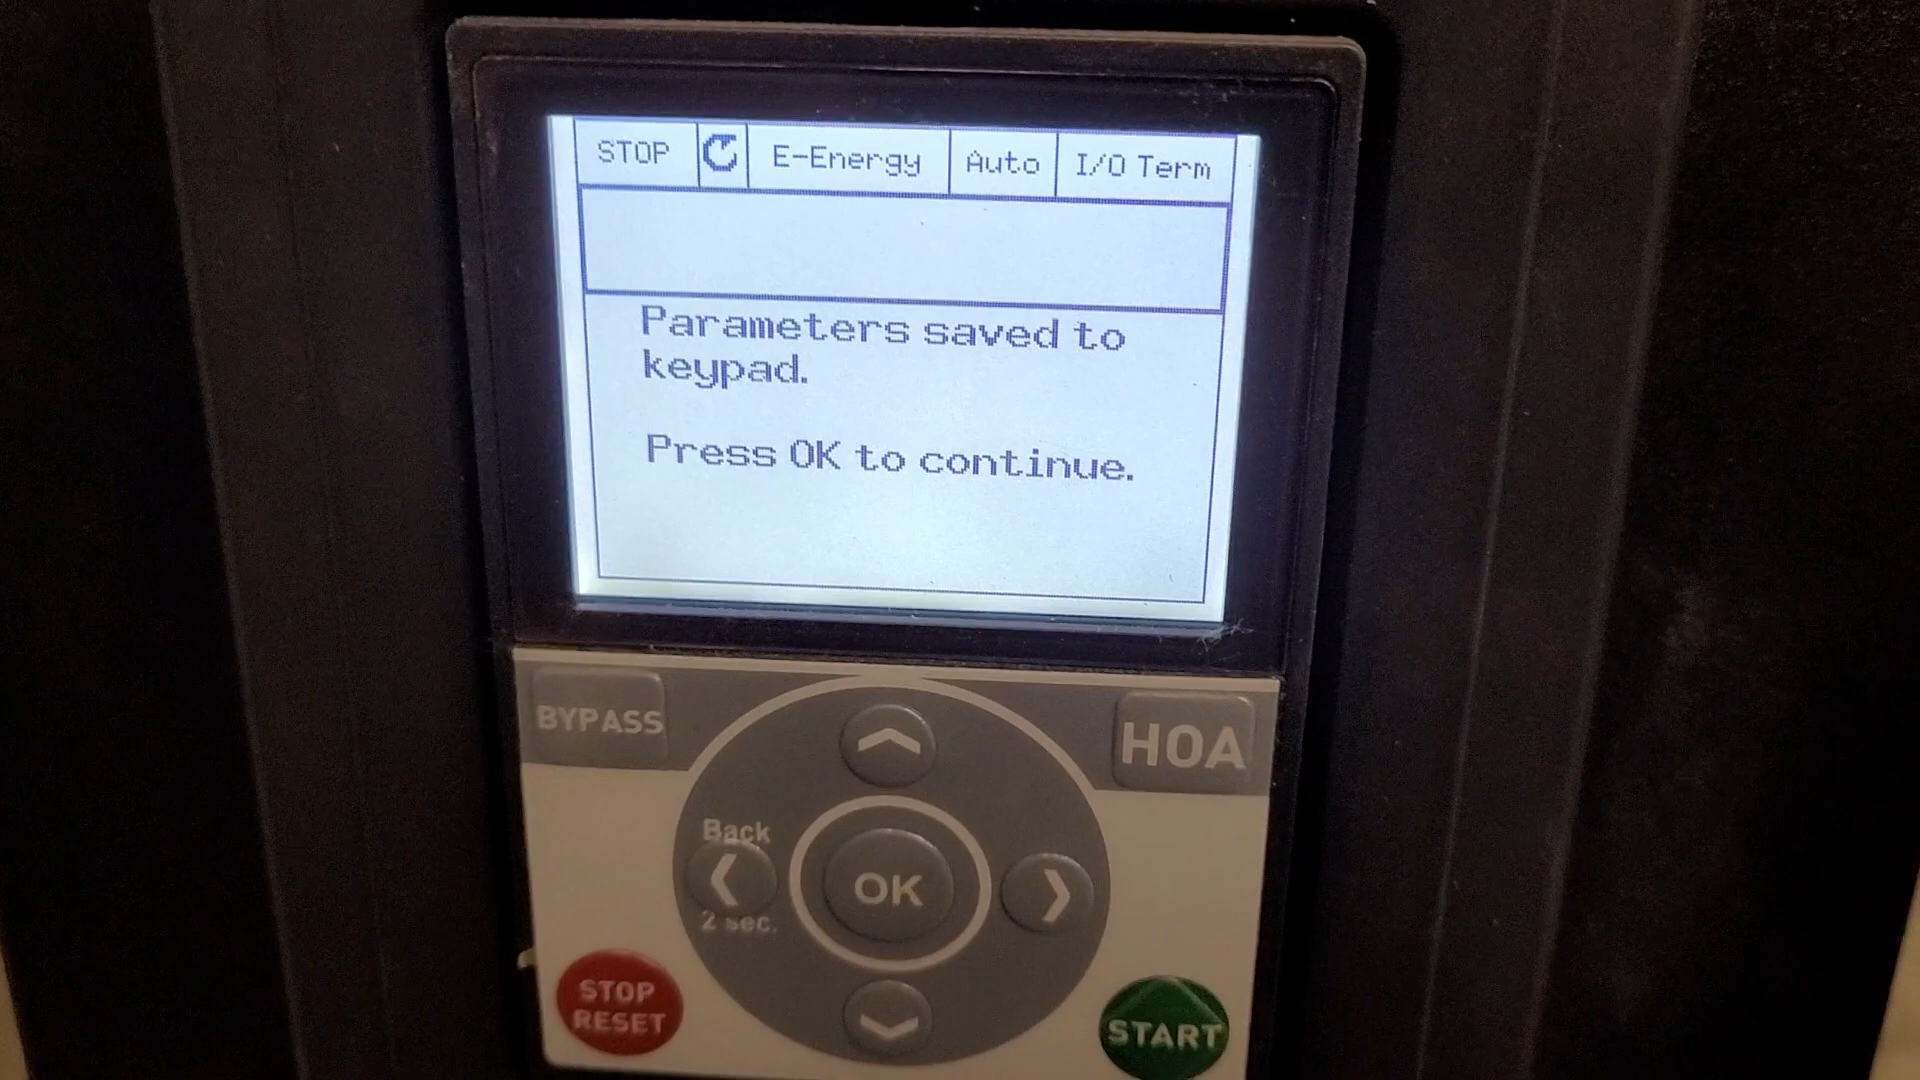 STOP E-Energy Auto I/O Term
Parameters saved to
keypad.
Press OK to continue.
BYPASS
HOA
Back
OK
2 sec.
STOP
RESET
START